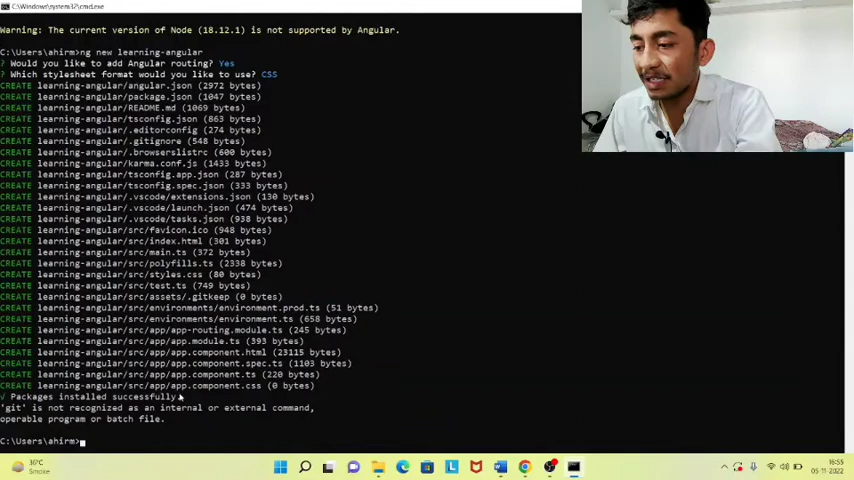 C:\Windows\system32\cmd.exe
Warning: The current version of Node (18.12.1) is not supported by Angular.
C:\Users\ahirm>ng new learning-angular
? Would you like to add Angular routing? Yes
? Which stylesheet format would you like to use? CSS
CREATE learning-angular/angular.json (2972 bytes)
CREATE learning-angular/package.json (1047 bytes)
CREATE learning-angular/README.md (1069 bytes)
CREATE learning-angular/tsconfig.json (863 bytes)
CREATE learning-angular/.editorconfig (274 bytes)
CREATE learning-angular/.gitignore (548 bytes)
CREATE learning-angular/.browserslistrc (600 bytes)
CREATE learning-angular/karma.conf.js (1433 bytes)
CREATE learning-angular/tsconfig.app.json (287 bytes)
CREATE learning-angular/tsconfig.spec.json (333 bytes)
CREATE learning-angular/.vscode/extensions.json (130 bytes)
CREATE learning-angular/.vscode/launch.json (474 bytes)
CREATE learning-angular/.vscode/tasks.json (938 bytes)
CREATE learning-angular/src/favicon.ico (948 bytes)
CREATE learning-angular/src/index.html (301 bytes)
CREATE learning-angular/src/main.ts (372 bytes)
CREATE learning-angular/src/polyfills.ts (2338 bytes)
CREATE learning-angular/src/styles.css (80 bytes)
CREATE learning-angular/src/test.ts (749 bytes)
CREATE learning-angular/src/assets/.gitkeep (0 bytes)
CREATE learning-angular/src/environments/environment.prod.ts (51 bytes)
CREATE learning-angular/src/environments/environment.ts (658 bytes)
CREATE learning-angular/src/app/app-routing.module.ts (245 bytes)
CREATE learning-angular/src/app/app.module.ts (393 bytes)
CREATE learning-angular/src/app/app.component.html (23115 bytes)
CREATE learning-angular/src/app/app.component.spec.ts (1103 bytes)
CREATE learning-angular/src/app/app.component.ts (220 bytes)
CREATE learning-angular/src/app/app.component.css (0 bytes)
√ Packages installed successfully.
'git' is not recognized as an internal or external command,
operable program or batch file.
C:\Users\ahirm>
36°C
Smoke
16:55
05-11-2022